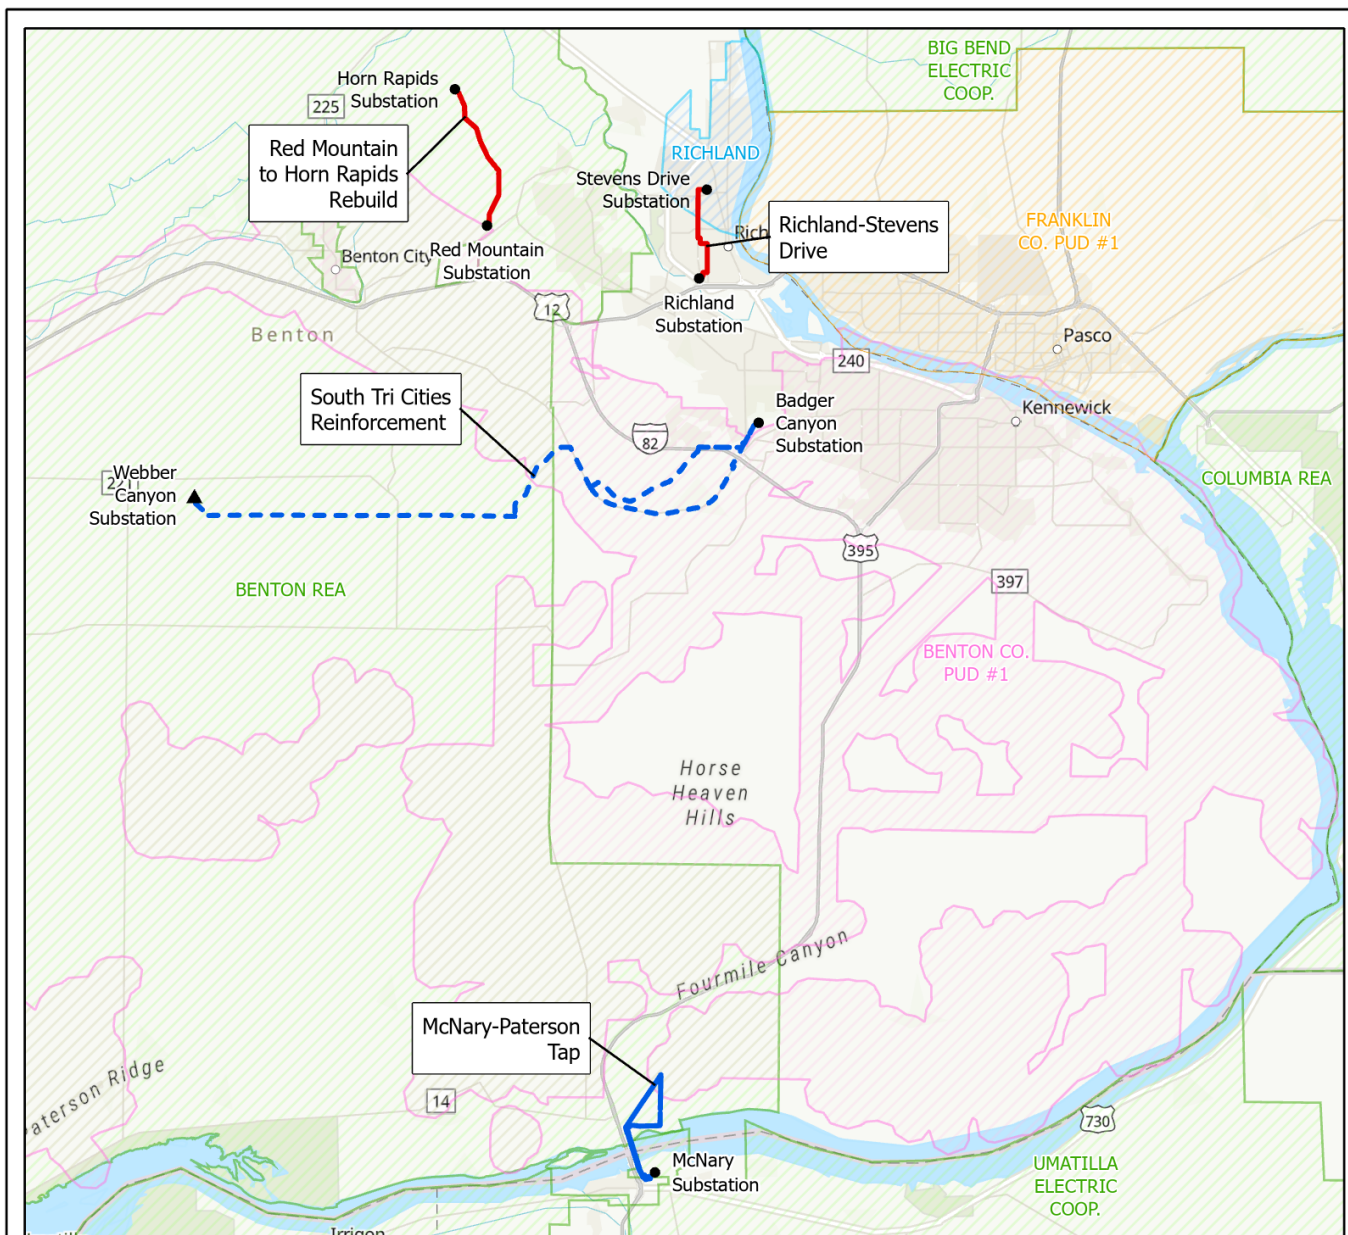 BIG BEND
ELECTRIC
COOP.
Horn Rapids
Substation
225
Red Mountain
to Horn Rapids
Rebuild
RICHLAND
Stevens Drive
Substation
Richland-Stevens
Drive
FRANKLIN
CO. PUD #1
Benton City
Red Mountain
Substation
12
Richland
Substation
Benton
Pasco
240
South Tri Cities
Reinforcement
Badger
Canyon
Substation
Kennewick
82
Webber
Canyon
Substation
221
COLUMBIA REA
395
397
BENTON REA
BENTON CO.
PUD #1
Horse
Heaven
Hills
Fourmile Canyon
McNary-Paterson
Tap
Paterson Ridge
14
730
McNary
Substation
UMATILLA
ELECTRIC
COOP.
Irrigon